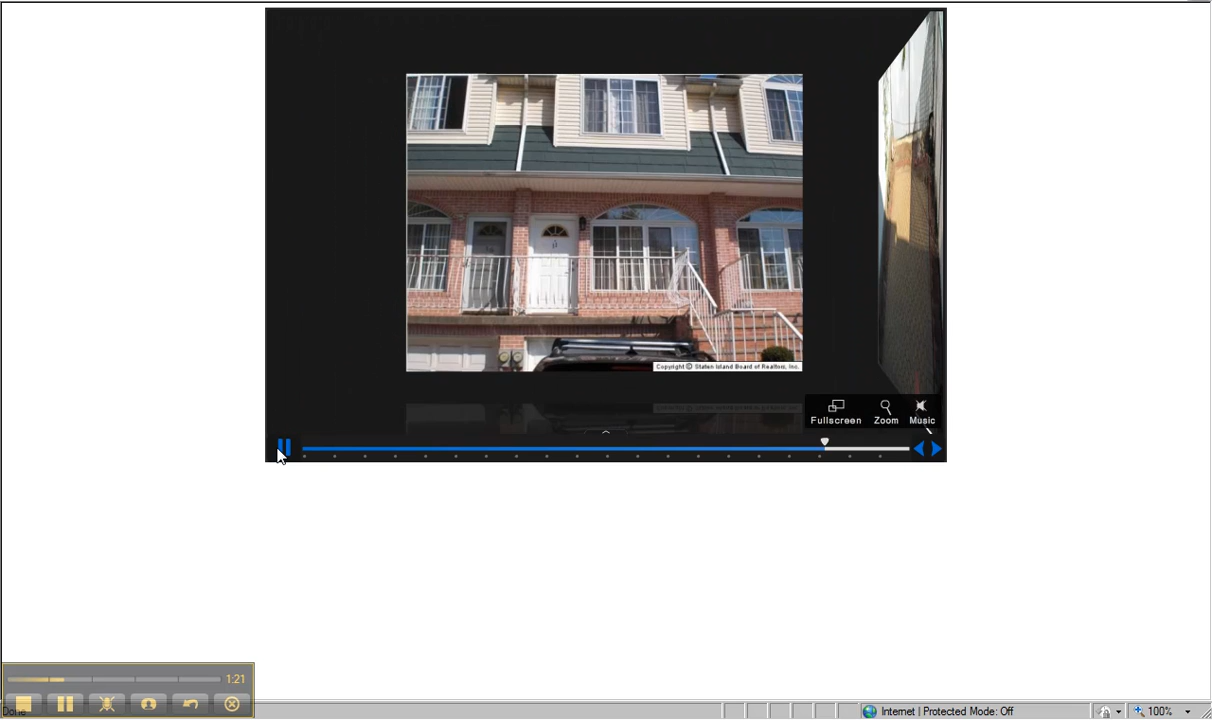 Copyright © Staten Island Board of Realtors, Inc.
Fullscreen
Zoom
Music
1:21
Done
Internet | Protected Mode: Off
100%